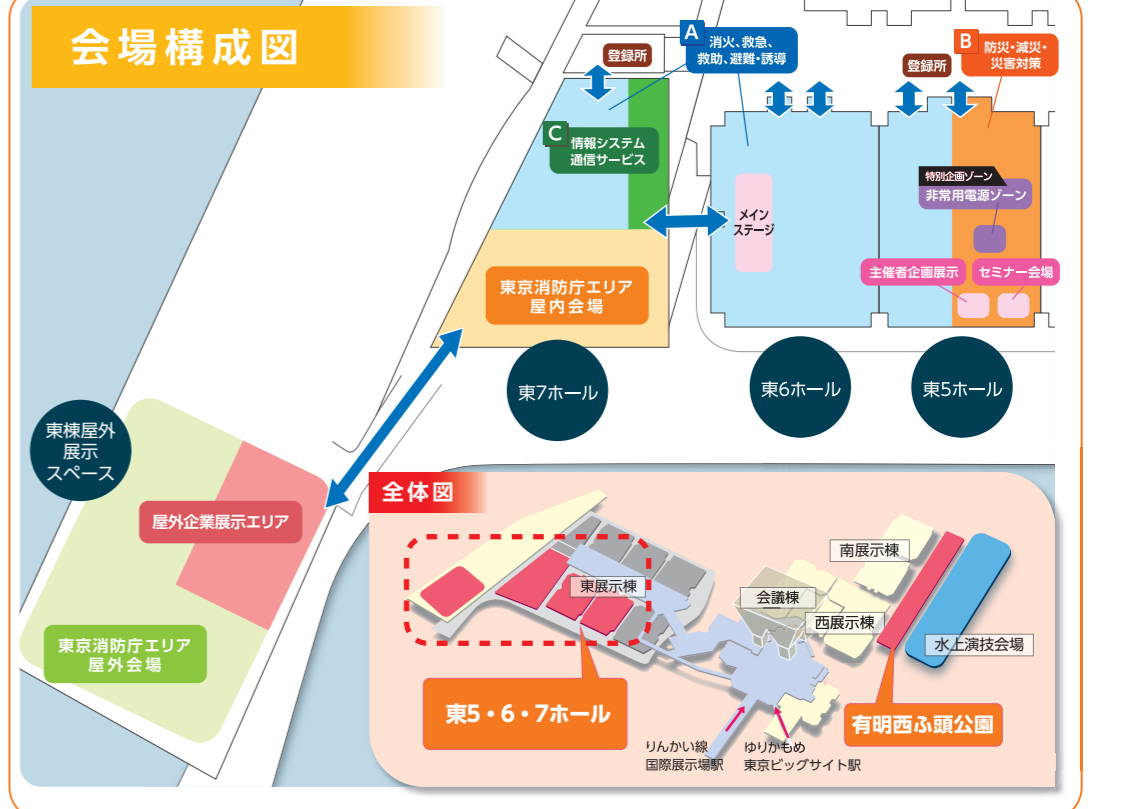 会場構成図
登録所
A
消火、救急、
救助、避難・誘導
登録所
B
防災・減災・
災害対策
C
情報システム
通信サービス
特別企画ゾーン
非常用電源ゾーン
メイン
ステージ
主催者企画展示
セミナー会場
東京消防庁エリア
屋内会場
東7ホール
東6ホール
東5ホール
東棟屋外
展示
スペース
屋外企業展示エリア
東京消防庁エリア
屋外会場
全体図
東展示棟
会議棟
南展示棟
西展示棟
水上演技会場
東5・6・7ホール
有明西ふ頭公園
りんかい線
国際展示場駅
ゆりかもめ
東京ビッグサイト駅